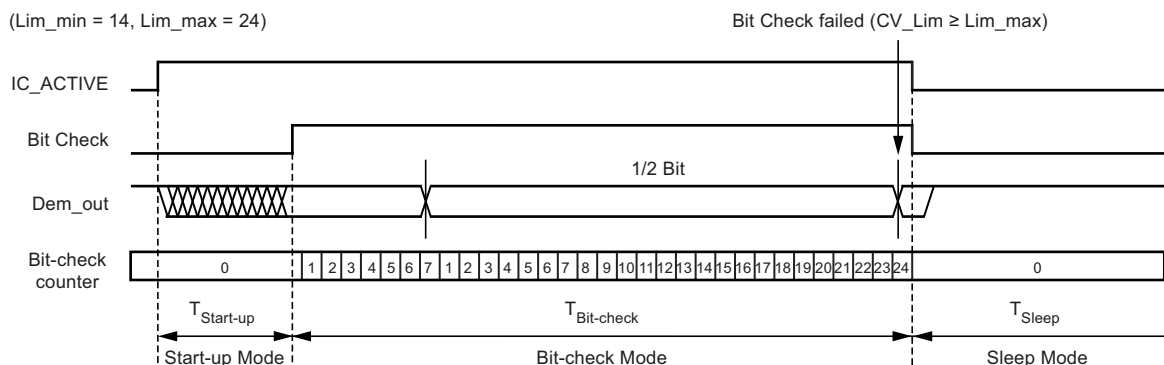 (Lim_min = 14, Lim_max = 24)
Bit Check failed (CV_Lim ≥ Lim_max)
IC_ACTIVE
Bit Check
1/2 Bit
Dem_out
Bit-check
counter
0 1 2 3 4 5 6 7 1 2 3 4 5 6 7 8 9 10 11 12 13 14 15 16 17 18 19 20 21 22 23 24 0
T Start-up T Bit-check T Sleep
Start-up Mode Bit-check Mode Sleep Mode